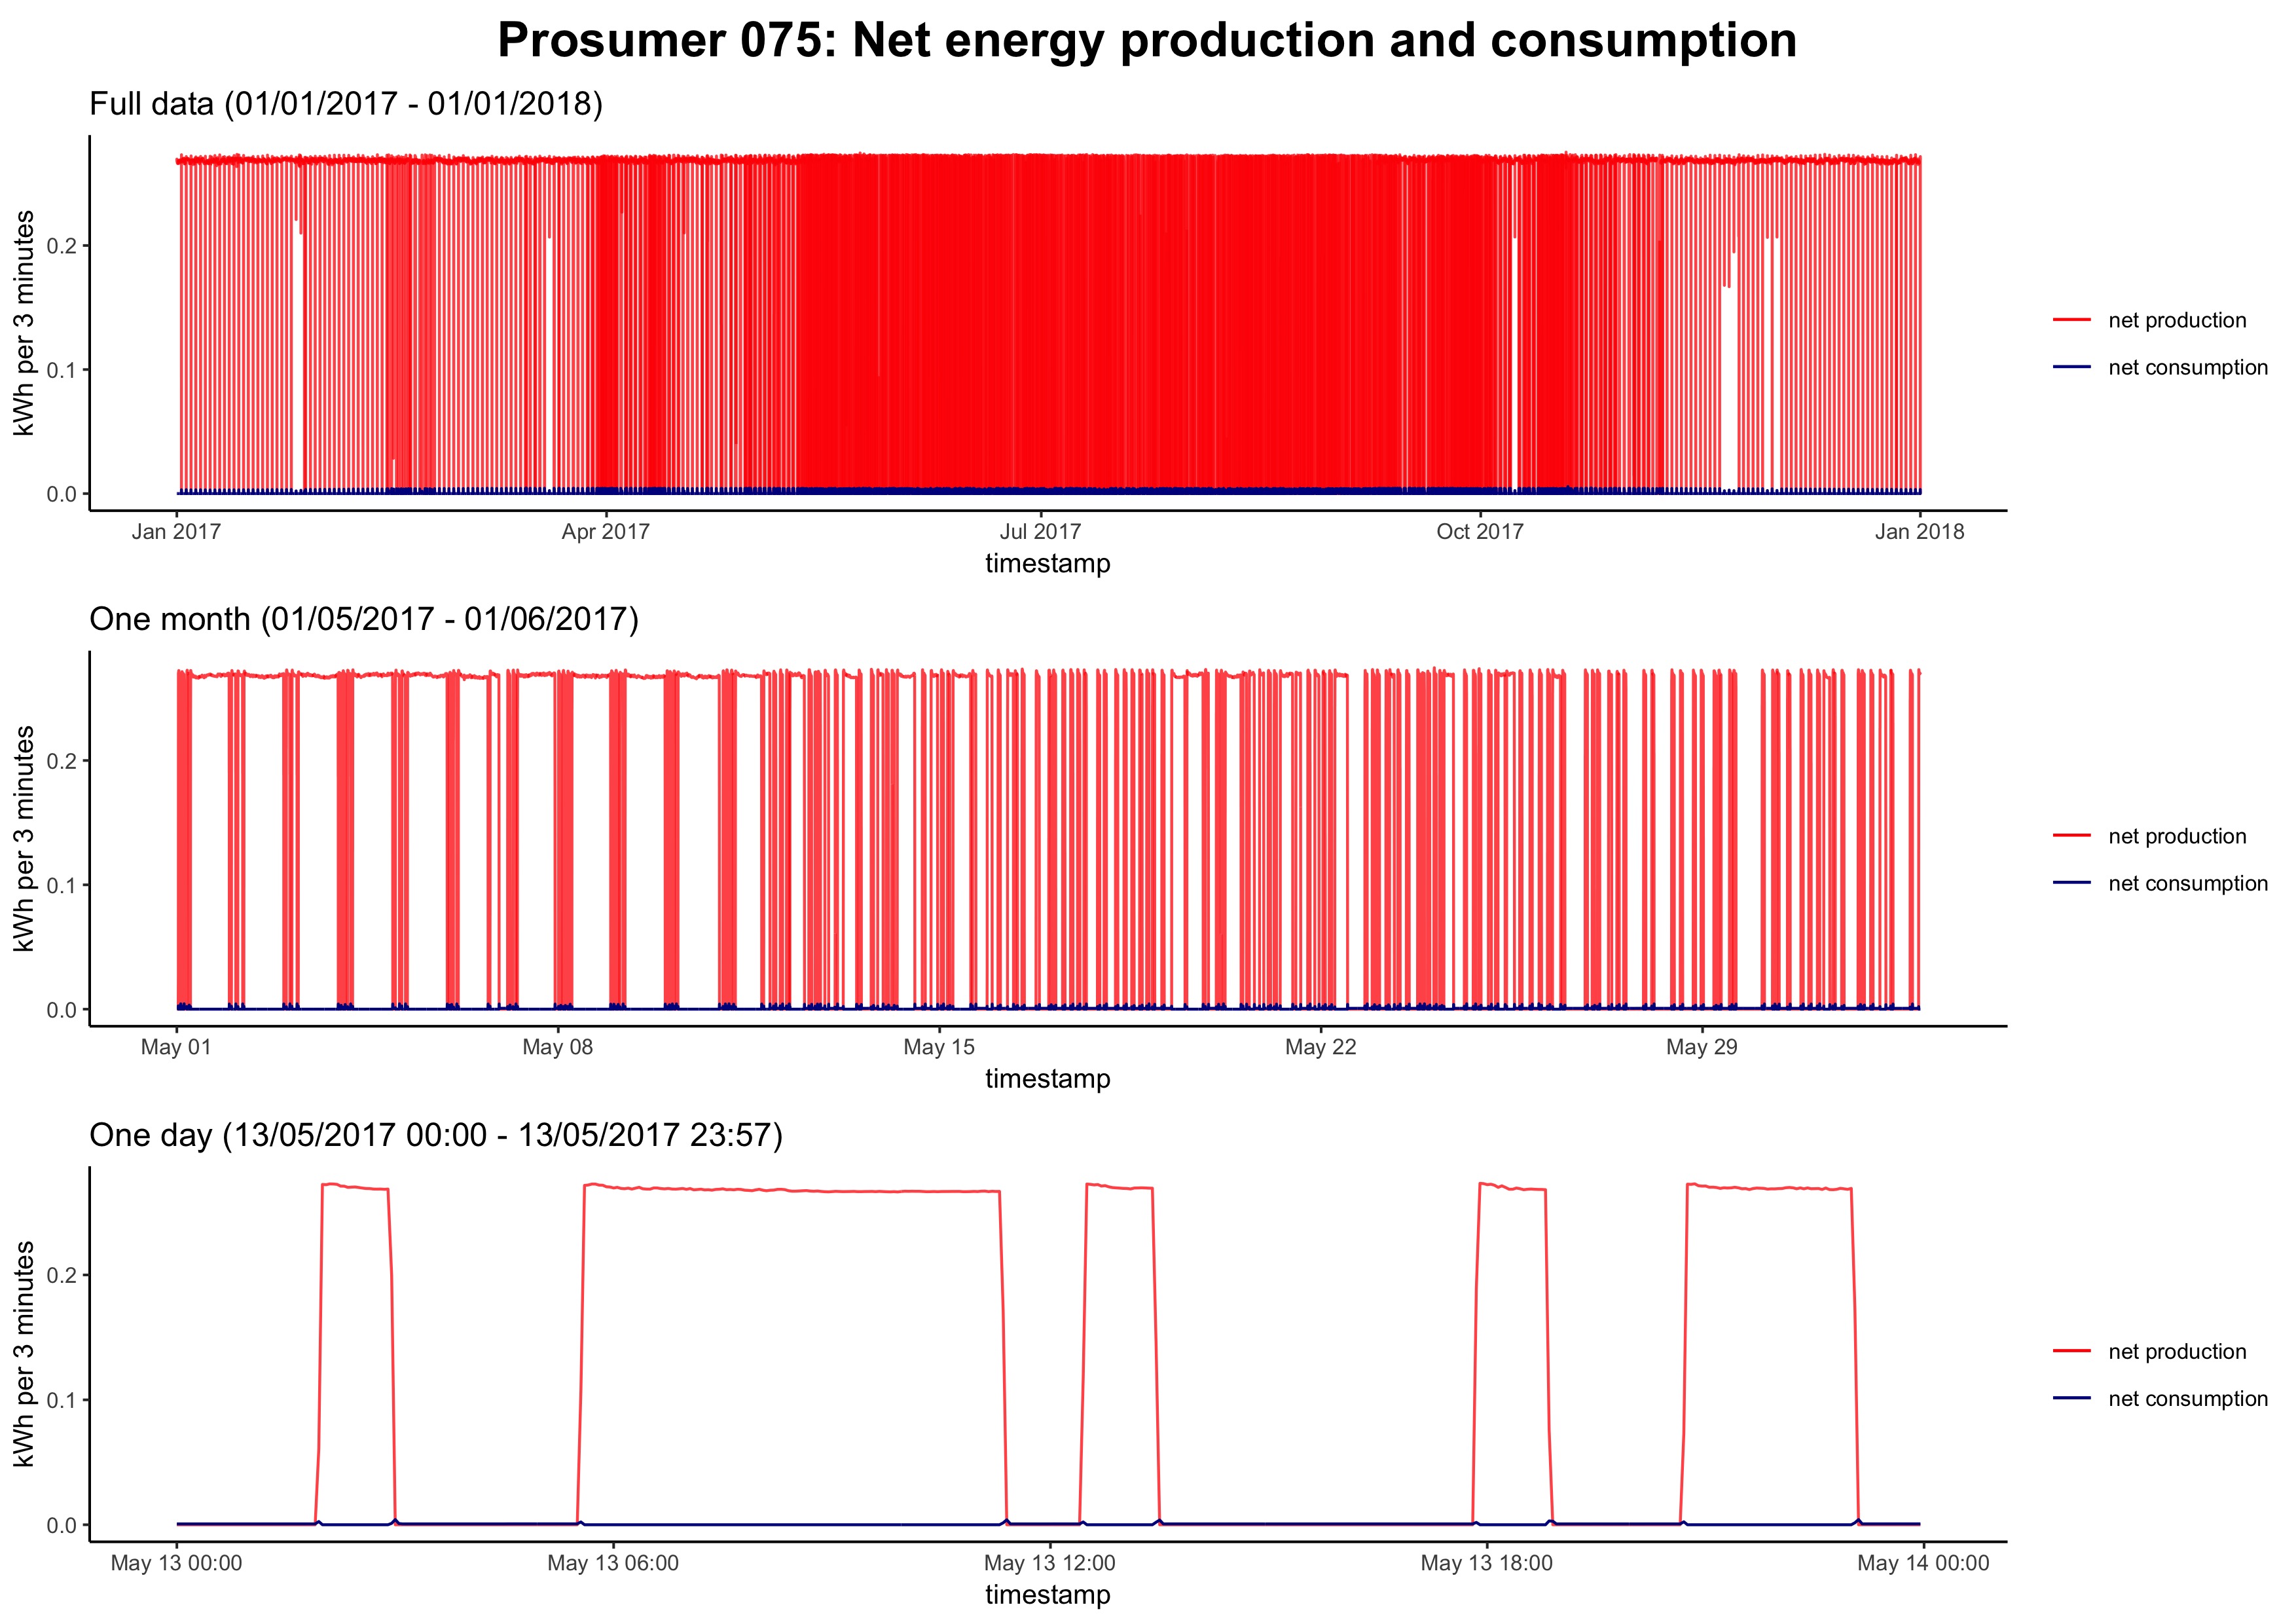 Prosumer 075: Net energy production and consumption
Full data (01/01/2017 - 01/01/2018)
kWh per 3 minutes
0.2
0.1
0.0
Jan 2017 Apr 2017 Jul 2017 Oct 2017 Jan 2018
timestamp
net production
net consumption
One month (01/05/2017 - 01/06/2017)
kWh per 3 minutes
0.2
0.1
0.0
May 01 May 08 May 15 May 22 May 29
timestamp
net production
net consumption
One day (13/05/2017 00:00 - 13/05/2017 23:57)
kWh per 3 minutes
0.2
0.1
0.0
May 13 00:00 May 13 06:00 May 13 12:00 May 13 18:00 May 14 00:00
timestamp
net production
net consumption